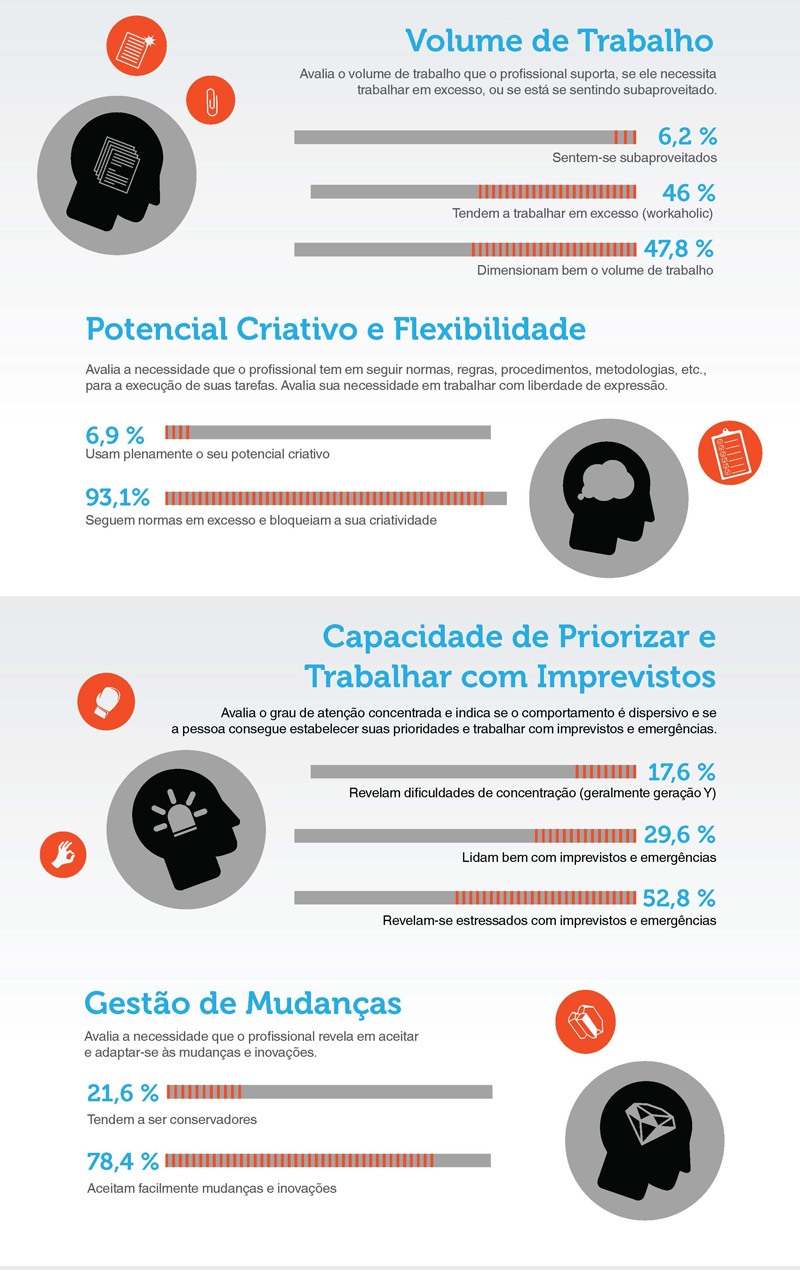 Volume de Trabalho
Avalia o volume de trabalho que o profissional suporta, se ele necessita
trabalhar em excesso, ou se está se sentindo subaproveitado.
6,2 %
Sentem-se subaproveitados
46 %
Tendem a trabalhar em excesso (workaholic)
47,8 %
Dimensionam bem o volume de trabalho
Potencial Criativo e Flexibilidade
Avalia a necessidade que o profissional tem em seguir normas, regras, procedimentos, metodologias, etc.,
para a execução de suas tarefas. Avalia sua necessidade em trabalhar com liberdade de expressão.
6,9 %
Usam plenamente o seu potencial criativo
93,1%
Seguem normas em excesso e bloqueiam a sua criatividade
Capacidade de Priorizar e
Trabalhar com Imprevistos
Avalia o grau de atenção concentrada e indica se o comportamento é dispersivo e se
a pessoa consegue estabelecer suas prioridades e trabalhar com imprevistos e emergências.
17,6 %
Revelam dificuldades de concentração (geralmente geração Y)
29,6 %
Lidam bem com imprevistos e emergências
52,8 %
Revelam-se estressados com imprevistos e emergências
Gestão de Mudanças
Avalia a necessidade que o profissional revela em aceitar
e adaptar-se às mudanças e inovações.
21,6 %
Tendem a ser conservadores
78,4 %
Aceitam facilmente mudanças e inovações